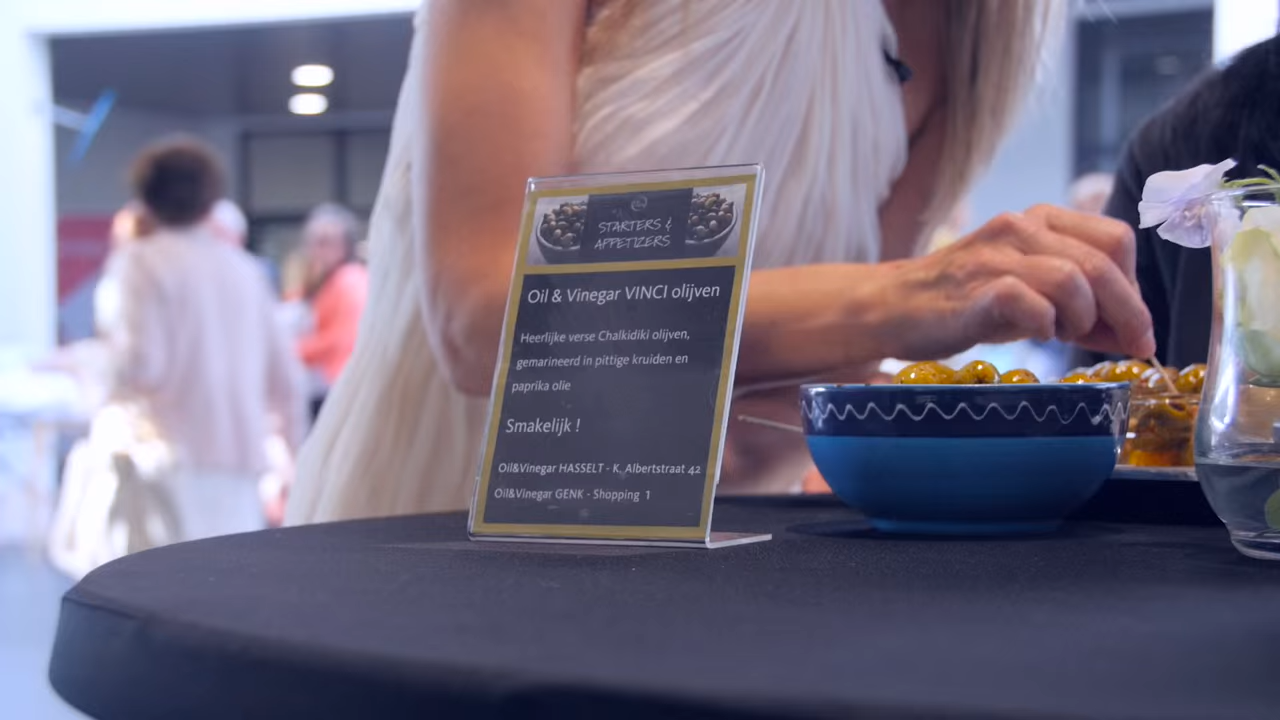 STARTERS &
APPETIZERS
Oil & Vinegar VINCI olijven
Heerlijke verse Chalkidiki olijven,
gemarineerd in pittige kruiden en
paprika olie
Smakelijk !
Oil&Vinegar HASSELT - K. Albertstraat 42
Oil&Vinegar GENK - Shopping 1